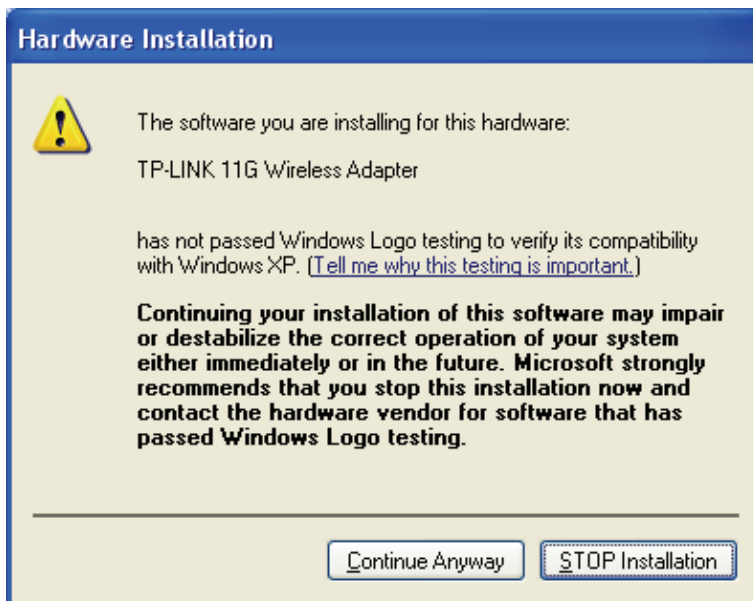 Hardware Installation
The software you are installing for this hardware:
TP-LINK 11G Wireless Adapter
has not passed Windows Logo testing to verify its compatibility
with Windows XP. (Tell me why this testing is important.)
Continuing your installation of this software may impair
or destabilize the correct operation of your system
either immediately or in the future. Microsoft strongly
recommends that you stop this installation now and
contact the hardware vendor for software that has
passed Windows Logo testing.
Continue Anyway STOP Installation